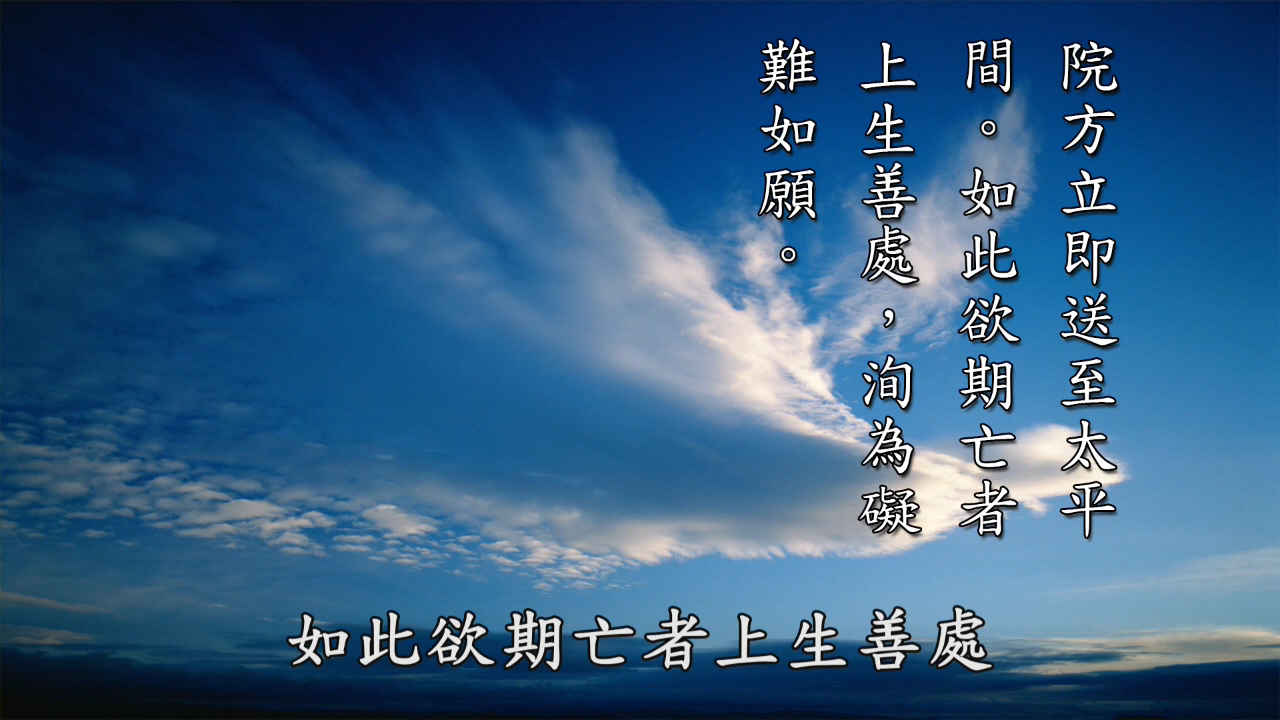 院方立即送至太平
間。如此欲期亡者
上生善處，洵為礙
難如願。
如此欲期亡者上生善處